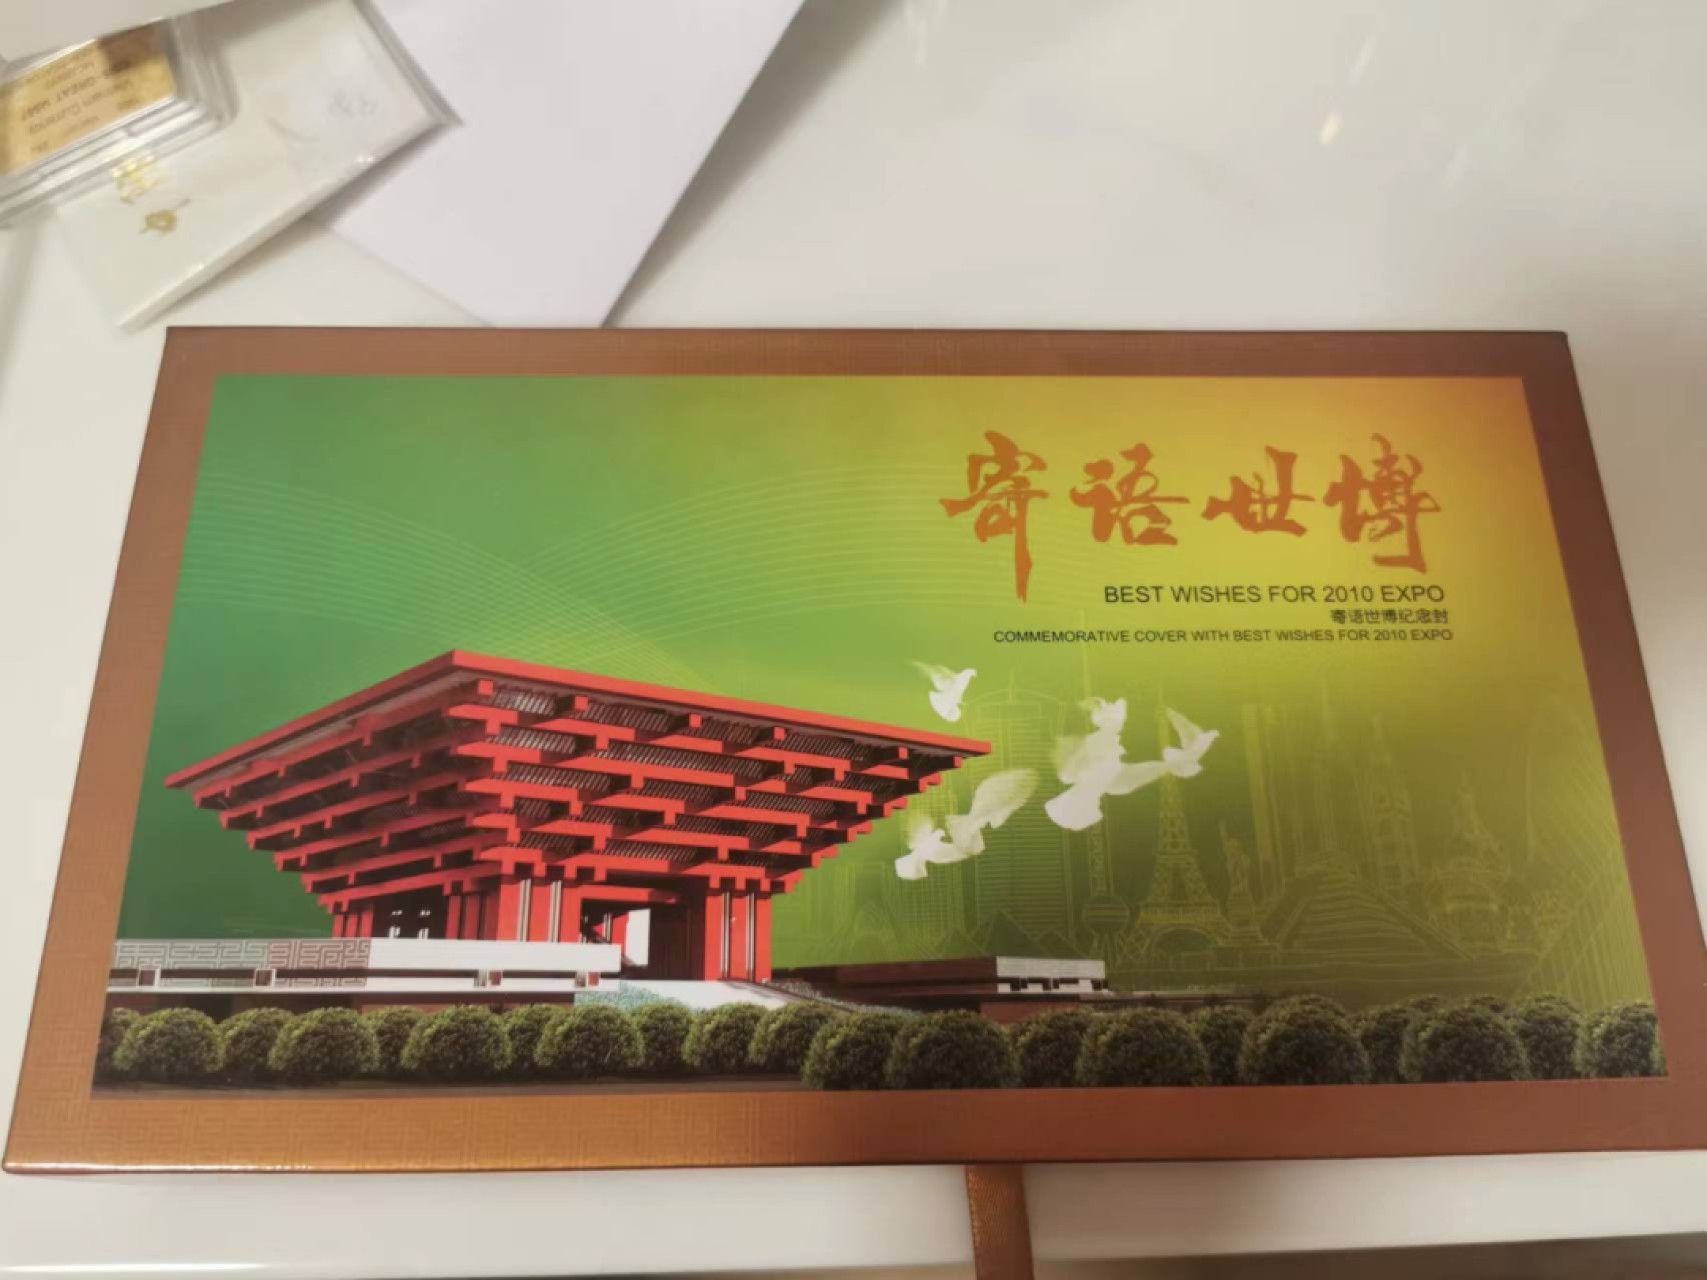 寄语世博
BEST WISHES FOR 2010 EXPO
寄语世博纪念封
COMMEMORATIVE COVER WITH BEST WISHES FOR 2010 EXPO